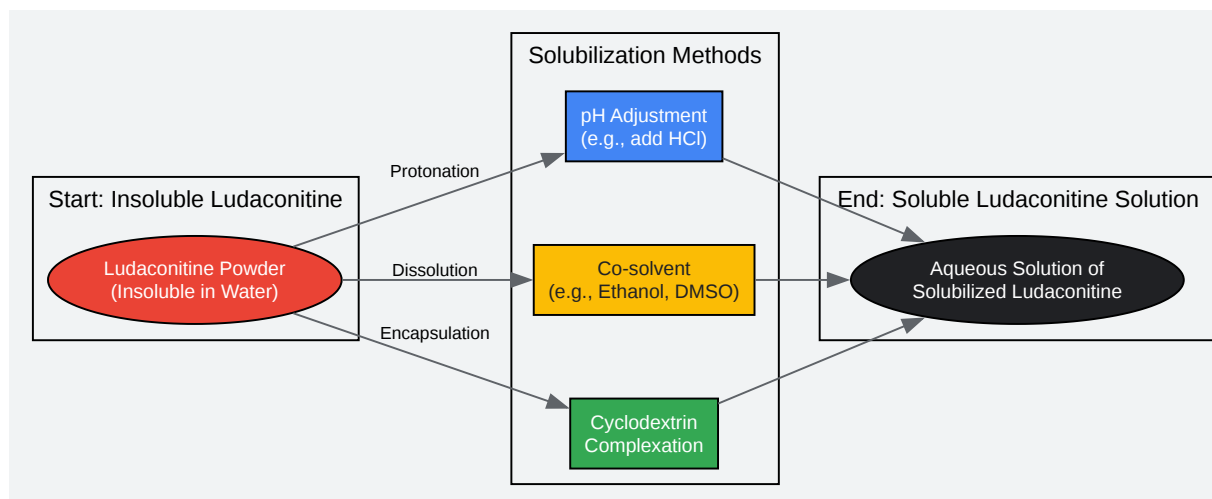 Start: Insoluble Ludaconitine
Ludaconitine Powder
(Insoluble in Water)
Protonation
Dissolution
Encapsulation
Solubilization Methods
pH Adjustment
(e.g., add HCl)
Co-solvent
(e.g., Ethanol, DMSO)
Cyclodextrin
Complexation
End: Soluble Ludaconitine Solution
Aqueous Solution of
Solubilized Ludaconitine